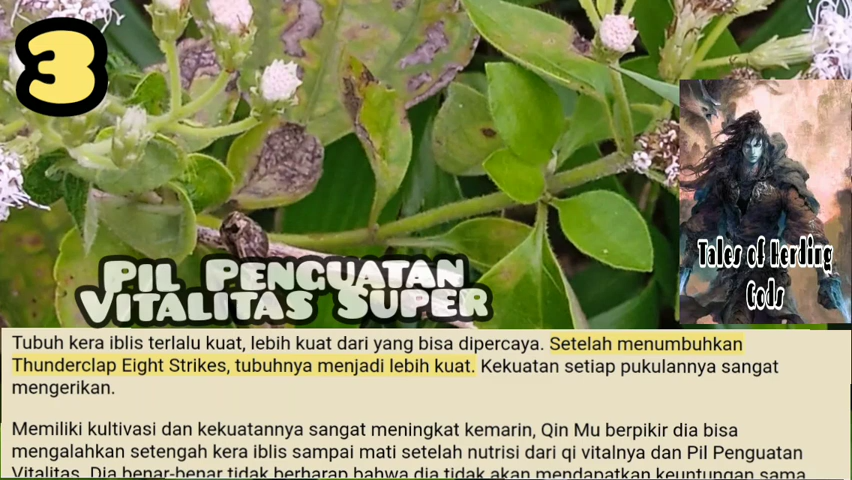 3
Tales of Herding
Gods
PIL PENGUATAN
VITALITAS SUPER
Tubuh kera iblis terlalu kuat, lebih kuat dari yang bisa dipercaya. Setelah menumbuhkan
Thunderclap Eight Strikes, tubuhnya menjadi lebih kuat. Kekuatan setiap pukulannya sangat
mengerikan.
Memiliki kultivasi dan kekuatannya sangat meningkat kemarin, Qin Mu berpikir dia bisa
mengalahkan setengah kera iblis sampai mati setelah nutrisi dari qi vitalnya dan Pil Penguatan
Vitalitas. Dia benar-benar tidak berharap bahwa dia tidak akan mendapatkan keuntungan sama